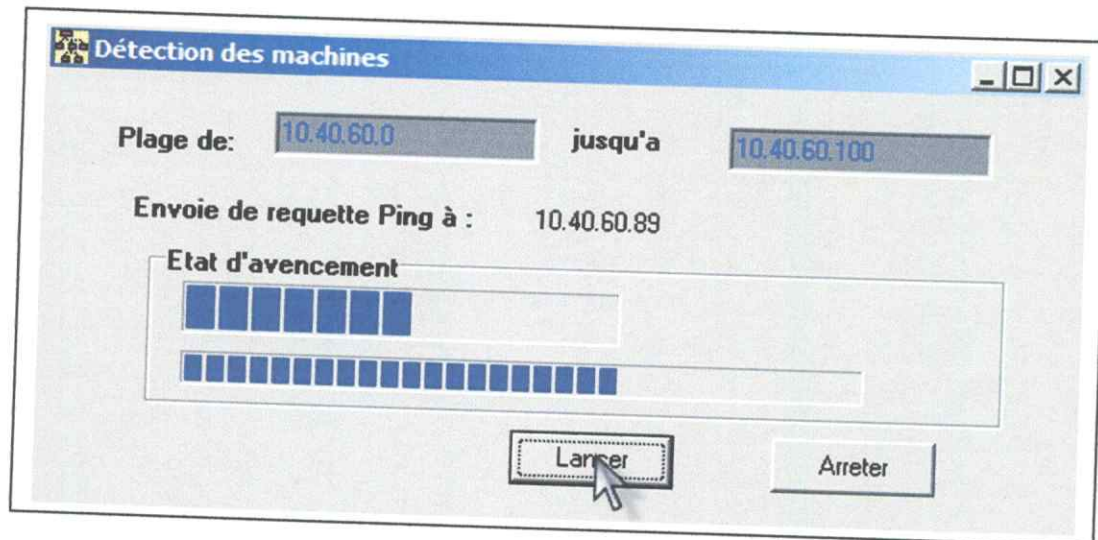 Détection des machines
Plage de: 10.40.60.0 jusqu'a 10.40.60.100
Envoie de requette Ping à : 10.40.60.89
Etat d'avencement
Lancer Arreter